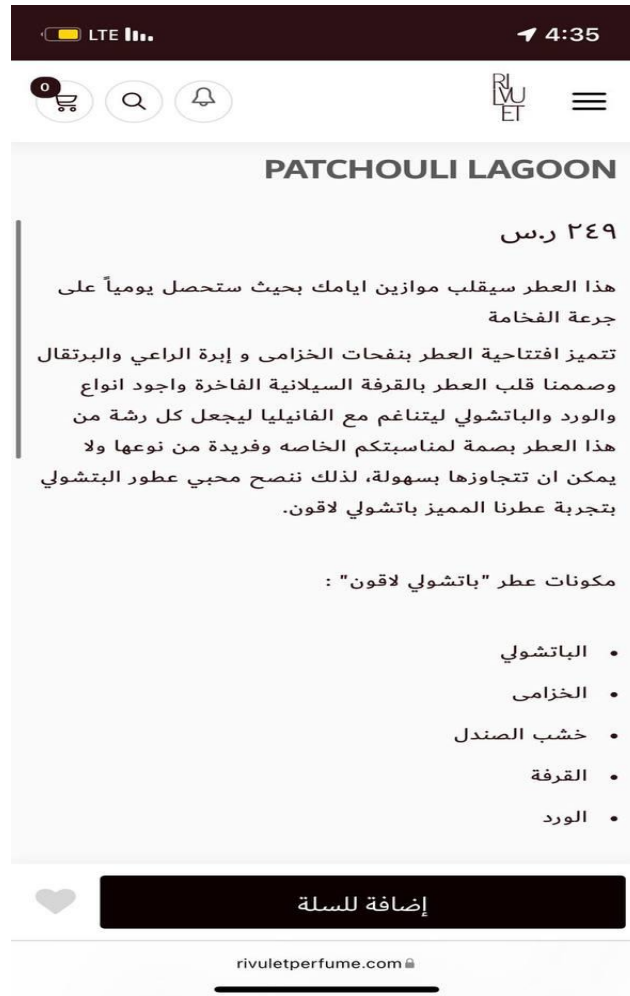 LTE 4:35
0
RI
VU
ET
PATCHOULI LAGOON
٢٤٩ ر.س
هذا العطر سيقلب موازين ايامك بحيث ستحصل يومياً على
جرعة الفخامة
تتميز افتتاحية العطر بنفحات الخزامى و إبرة الراعي والبرتقال
وصممنا قلب العطر بالقرفة السيلانية الفاخرة واجود انواع
والورد والباتشولي ليتناغم مع الفانيليا ليجعل كل رشة من
هذا العطر بصمة لمناسبتكم الخاصه وفريدة من نوعها ولا
يمكن ان تتجاوزها بسهولة، لذلك ننصح محبي عطور البتشولي
بتجربة عطرنا المميز باتشولي لاقون.
مكونات عطر "باتشولي لاقون" :
• الباتشولي
• الخزامى
• خشب الصندل
• القرفة
• الورد
إضافة للسلة
rivuletperfume.com